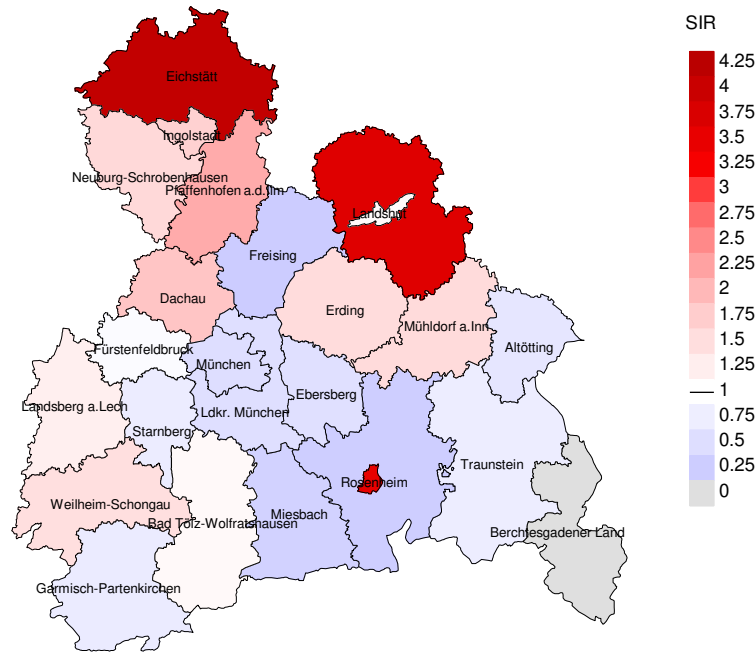 SIR
4.25
4
3.75
3.5
3.25
3
2.75
2.5
2.25
2
1.75
1.5
1.25
1
0.75
0.5
0.25
0
Eichstätt
Ingolstadt
Neuburg-Schrobenhausen
Pfaffenhofen a.d.Ilm
Landshut
Freising
Dachau
Erding
Mühldorf a.Inn
Fürstenfeldbruck
München
Altötting
Ebersberg
Landsberg a.Lech
Ldkr. München
Starnberg
Traunstein
Rosenheim
Weilheim-Schongau
Miesbach
Bad Tölz-Wolfratshausen
Berchtesgadener Land
Garmisch-Partenkirchen